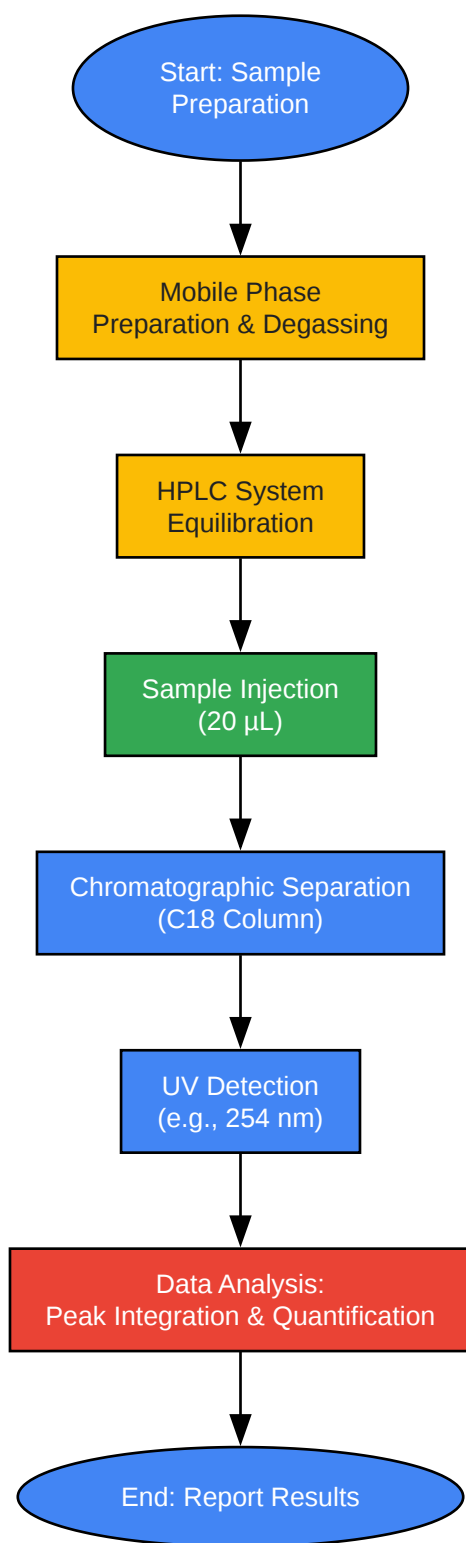 Start: Sample
Preparation
Mobile Phase
Preparation & Degassing
HPLC System
Equilibration
Sample Injection
(20 µL)
Chromatographic Separation
(C18 Column)
UV Detection
(e.g., 254 nm)
Data Analysis:
Peak Integration & Quantification
End: Report Results